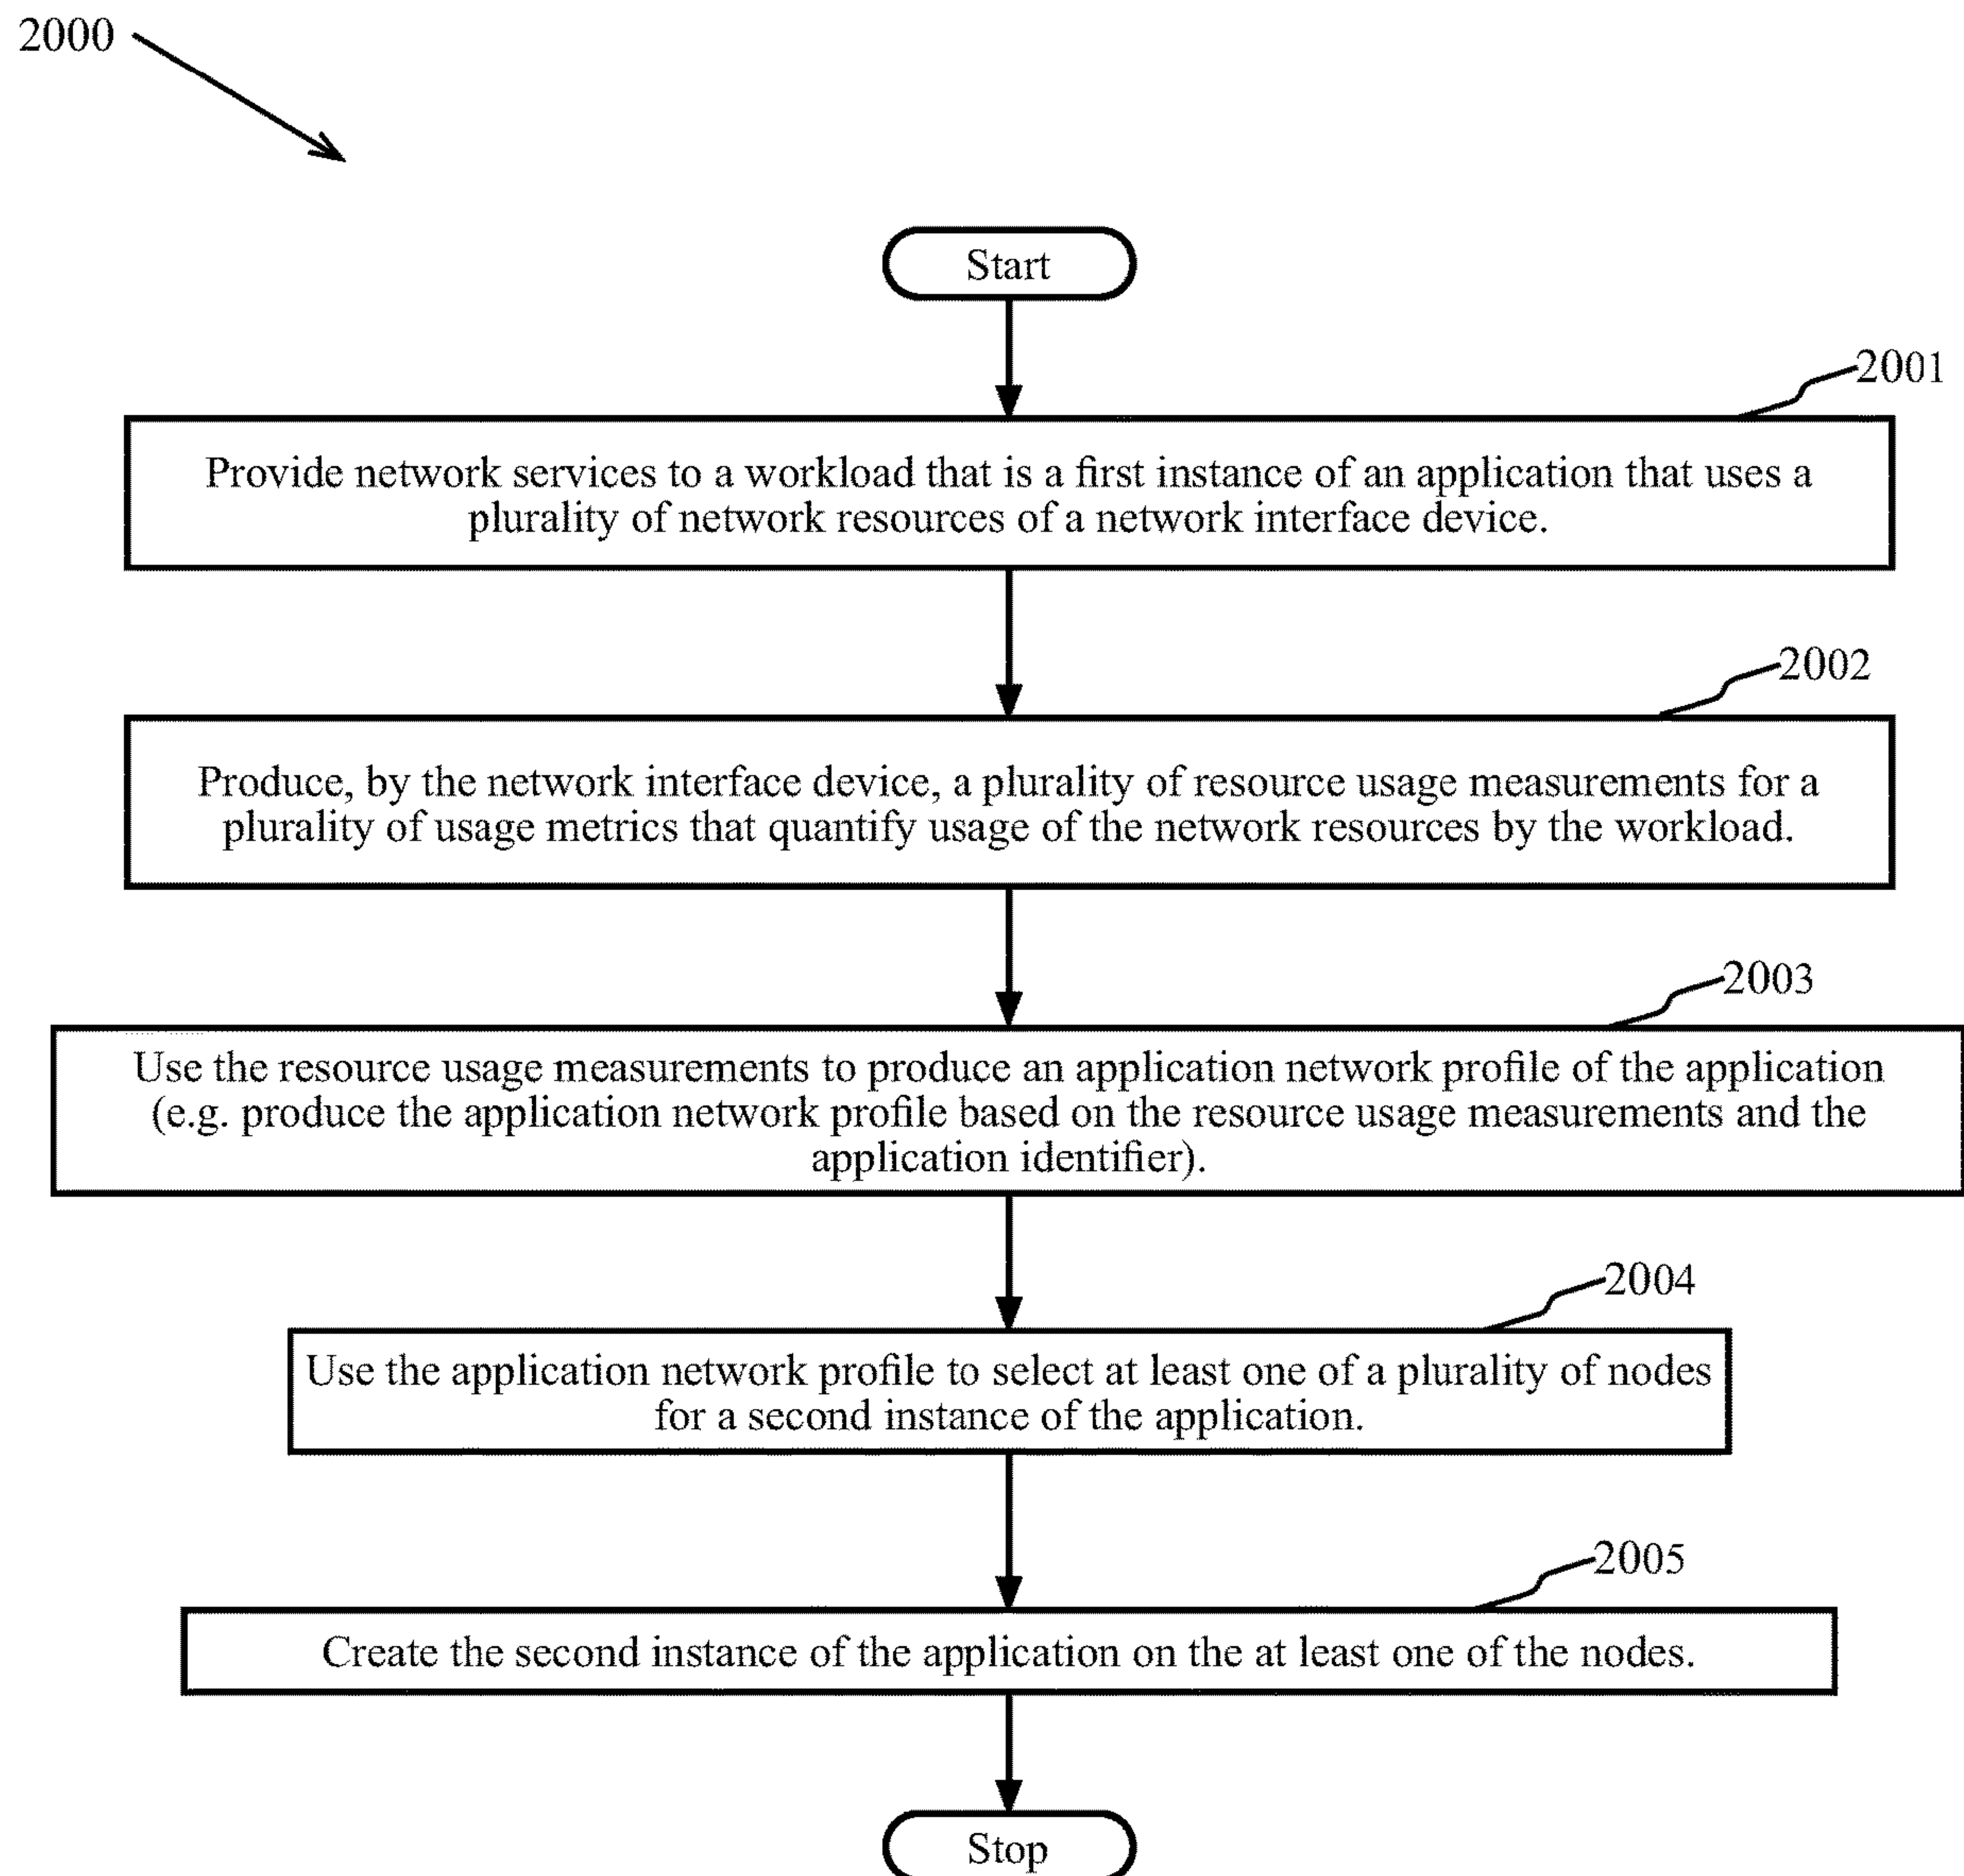 2000
Start
2001
Provide network services to a workload that is a first instance of an application that uses a
plurality of network resources of a network interface device.
2002
Produce, by the network interface device, a plurality of resource usage measurements for a
plurality of usage metrics that quantify usage of the network resources by the workload.
2003
Use the resource usage measurements to produce an application network profile of the application
(e.g. produce the application network profile based on the resource usage measurements and the
application identifier).
2004
Use the application network profile to select at least one of a plurality of nodes
for a second instance of the application.
2005
Create the second instance of the application on the at least one of the nodes.
Stop